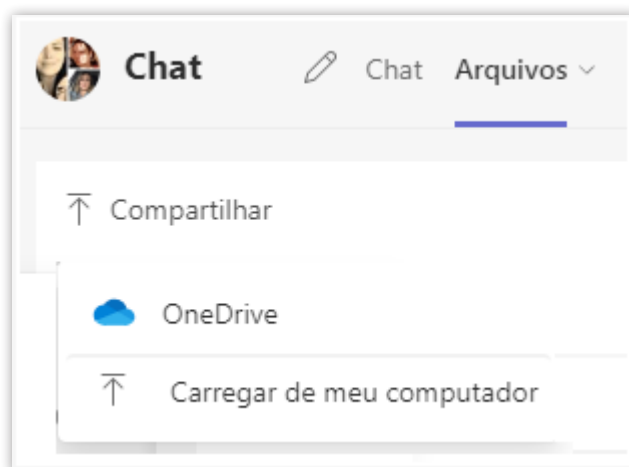 Chat Chat Arquivos
Compartilhar
OneDrive
Carregar de meu computador